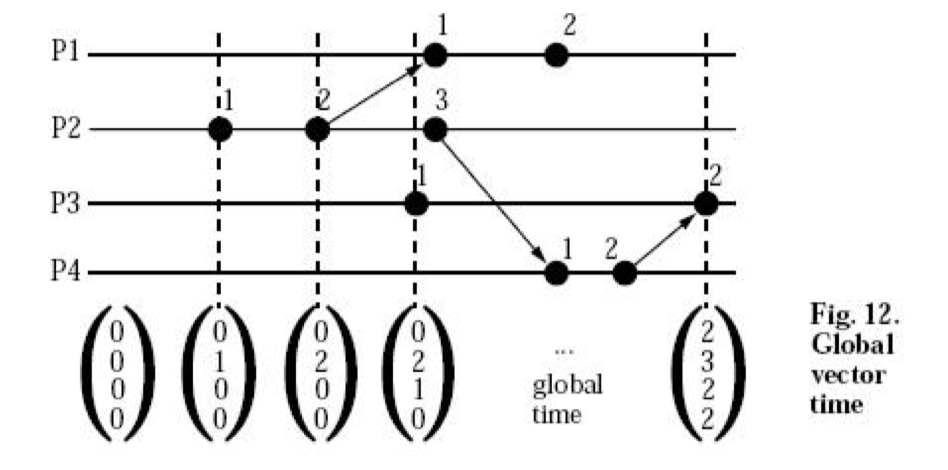 1 2
P1
1 2 3
P2
1 2
P3
1 2
P4
0 0 0 0 2
0 1 2 2 ... 3
0 0 0 1 global 2
0 0 0 0 time 2
Fig. 12.
Global
vector
time